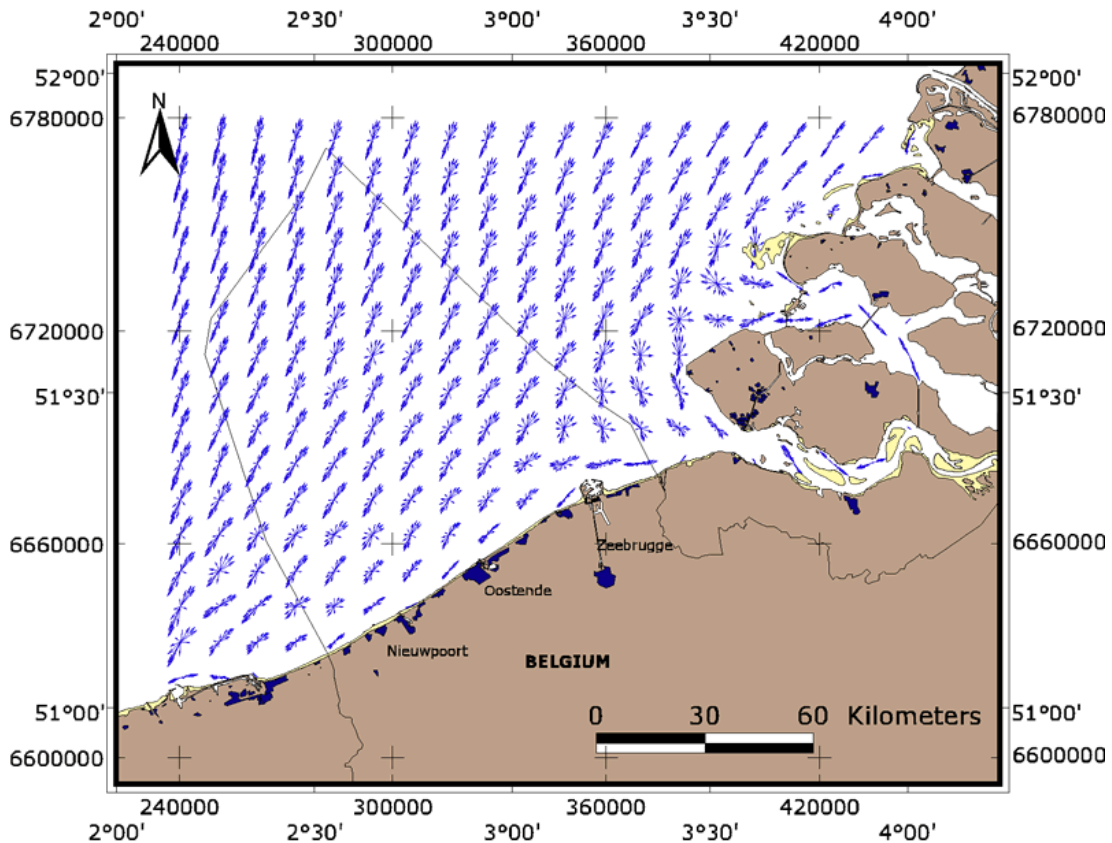 2°00' 2°30' 3°00' 3°30' 4°00'
240000 300000 360000 420000
52°00' 52°00'
N
6780000 6780000
6720000 6720000
51°30' 51°30'
6660000 6660000
Zeebrugge
Oostende
Nieuwpoort
BELGIUM
51°00' 51°00'
0 30 60 Kilometers
6600000 6600000
240000 300000 360000 420000
2°00' 2°30' 3°00' 3°30' 4°00'